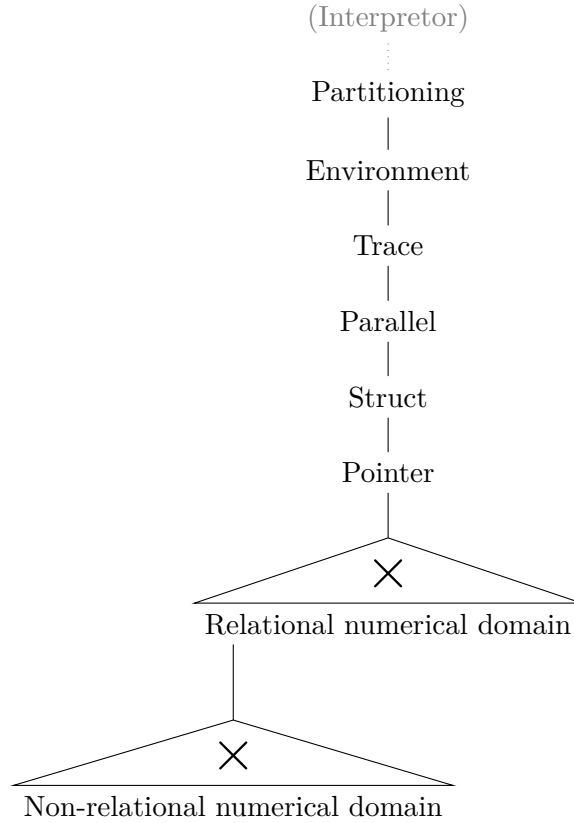 (Interpretor)
Partitioning
Environment
Trace
Parallel
Struct
Pointer
×
Relational numerical domain
×
Non-relational numerical domain